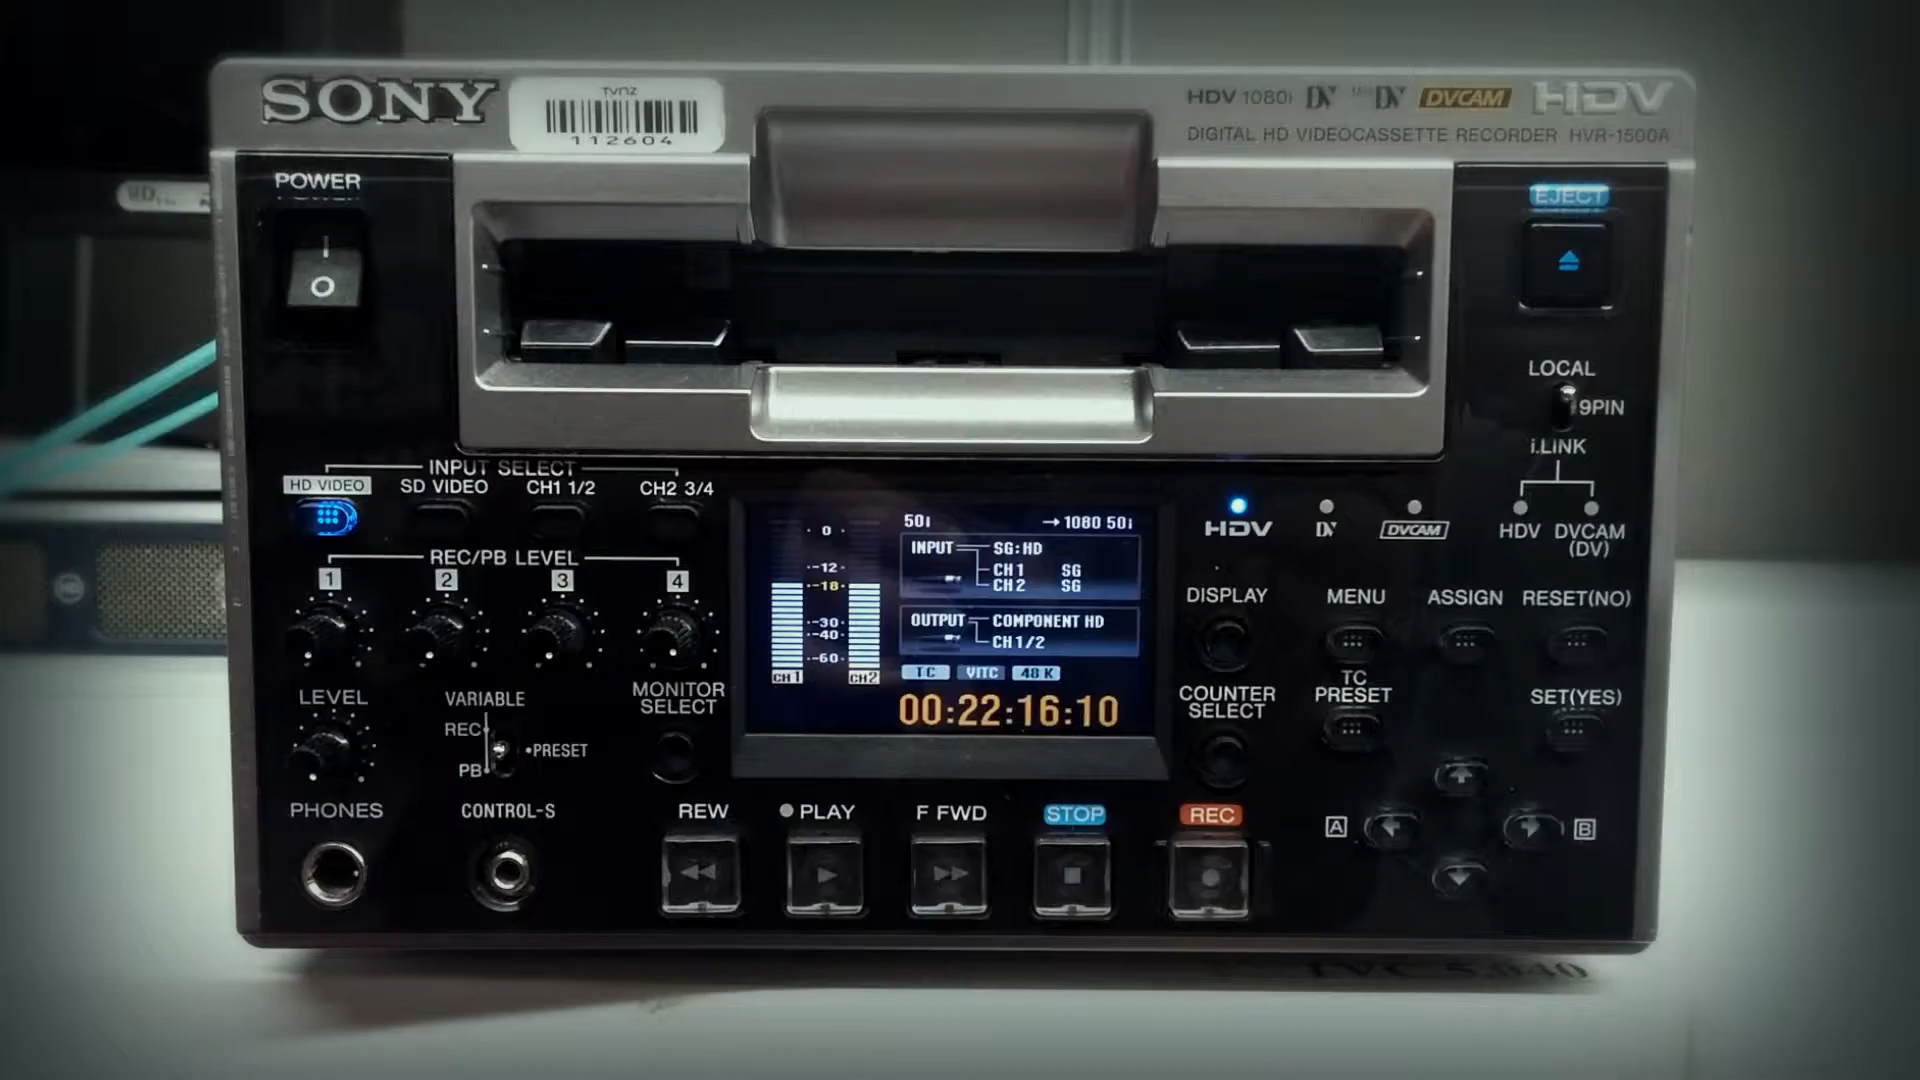 SONY
TVNZ
112604
HDV 1080i DV Mini DV DVCAM HDV
DIGITAL HD VIDEOCASSETTE RECORDER HVR-1500A
POWER
EJECT
LOCAL
9PIN
i.LINK
HDV DVCAM
(DV)
INPUT SELECT
HD VIDEO SD VIDEO CH1 1/2 CH2 3/4
REC/PB LEVEL
1 2 3 4
LEVEL
VARIABLE
REC
PRESET
PB
MONITOR
SELECT
PHONES
CONTROL-S
0
-12
-18
-30
-40
-60
CH1 CH2
50i →1080 50i
INPUT SG:HD
CH1 SG
CH2 SG
OUTPUT COMPONENT HD
CH1/2
TC VITC 48K
00:22:16:10
HDV DV DVCAM
DISPLAY
COUNTER
SELECT
MENU ASSIGN RESET(NO)
TC
PRESET
SET(YES)
A B
REW PLAY F FWD STOP REC